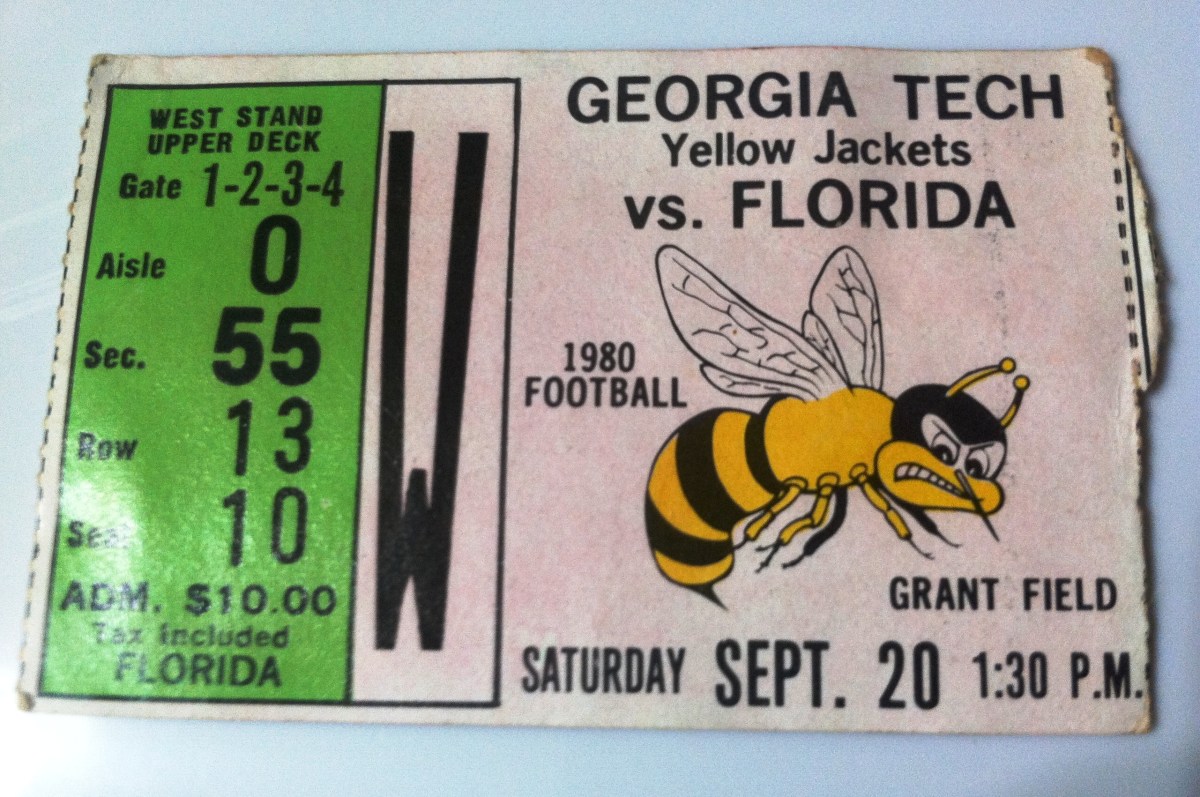 WEST STAND
UPPER DECK
Gate 1-2-3-4
Aisle 0
Sec. 55
Row 13
Seat 10
ADM. $10.00
Tax Included
FLORIDA
W
GEORGIA TECH
Yellow Jackets
vs. FLORIDA
1980
FOOTBALL
GRANT FIELD
SATURDAY SEPT. 20 1:30 P.M.